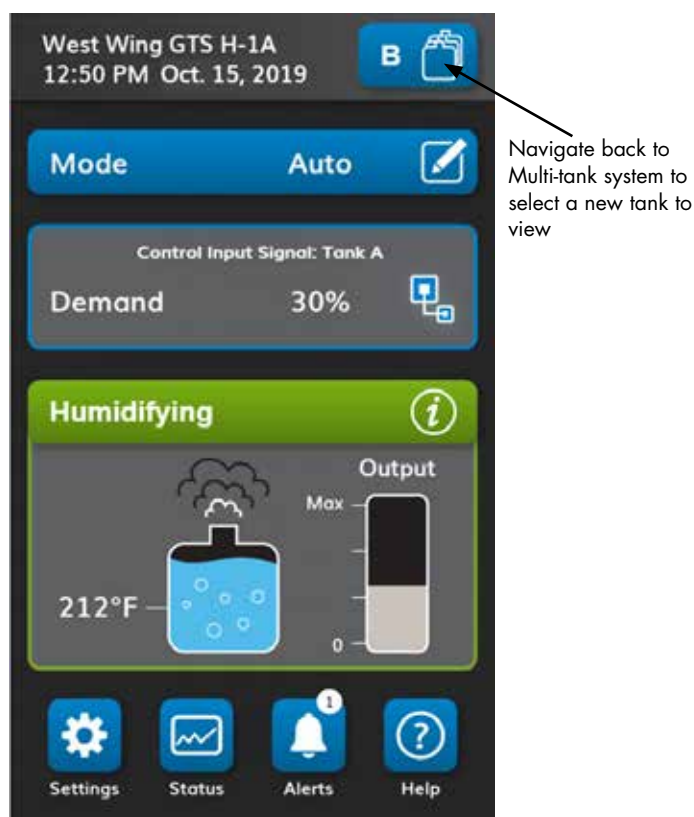 West Wing GTS H-1A
12:50 PM Oct. 15, 2019
B
Navigate back to
Multi-tank system to
select a new tank to
view
Mode Auto
Control Input Signal: Tank A
Demand 30%
Humidifying i
Output
Max
212°F
0
1
Settings Status Alerts ?
Help